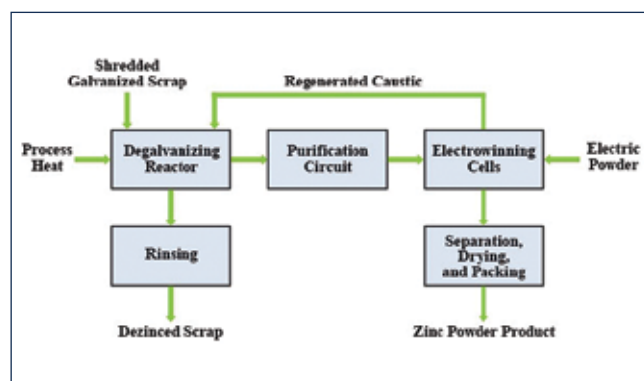 Shredded
Galvanized Scrap
Regenerated Caustic
Process
Heat
Degalvanizing
Reactor
Purification
Circuit
Electrowinning
Cells
Electric
Powder
Rinsing
Separation,
Drying,
and Packing
Dezinced Scrap
Zinc Powder Product